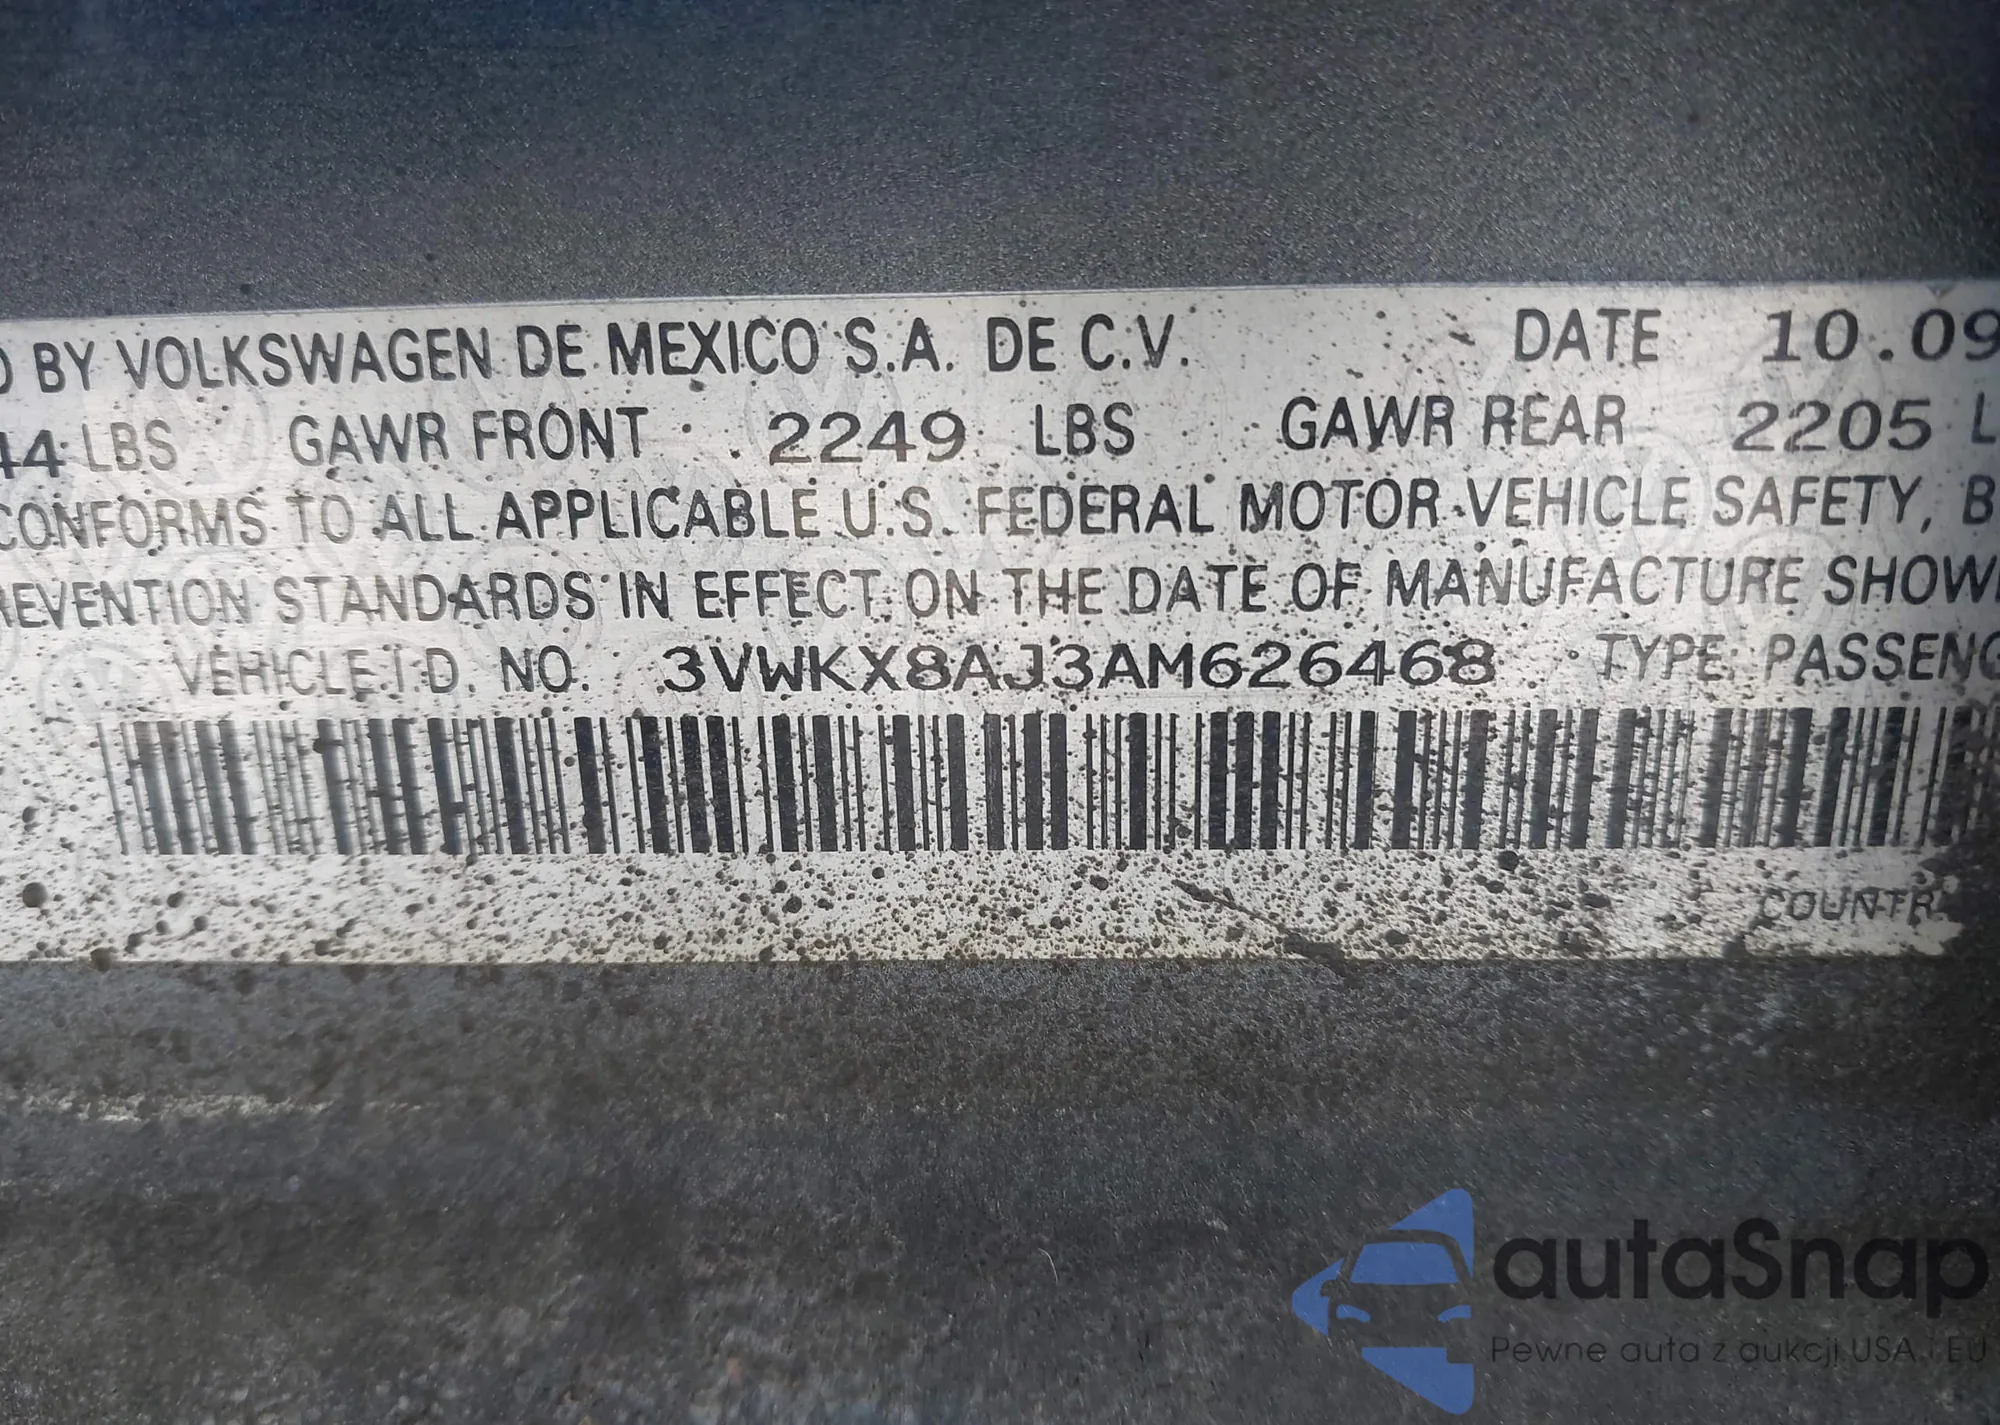 D BY VOLKSWAGEN DE MEXICO S.A. DE C.V. DATE 10.09
44 LBS GAWR FRONT 2249 LBS GAWR REAR 2205 L
CONFORMS TO ALL APPLICABLE U.S. FEDERAL MOTOR VEHICLE SAFETY, B
REVENTION STANDARDS IN EFFECT ON THE DATE OF MANUFACTURE SHOW
VEHICLE I.D. NO. 3VWKX8AJ3AM626468 TYPE: PASSENG
COUNTR
autaSnap
Pewne auta z aukcji USA i EU